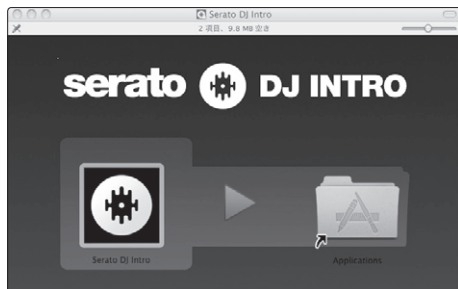 Serato DJ Intro
2 項目、9.8 MB 空き
serato DJ INTRO
Serato DJ Intro
Applications